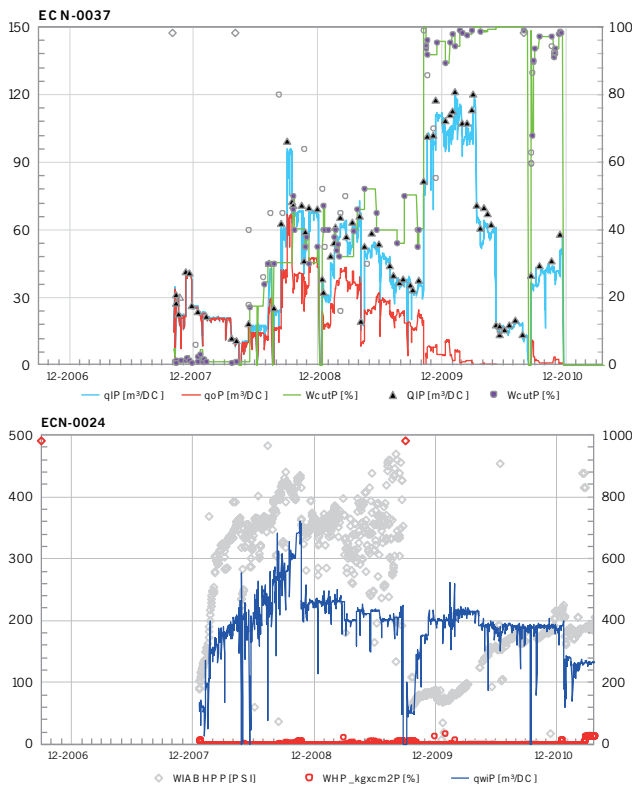 ECN-0037
150 100
120 80
90 60
60 40
30 20
0 0
12-2006 12-2007 12-2008 12-2009 12-2010
qlP [m³/DC] qoP [m³/DC] WcutP [%] QlP [m³/DC] WcutP [%]
ECN-0024
500 1000
400 800
300 600
200 400
100 200
0 0
12-2006 12-2007 12-2008 12-2009 12-2010
WIABHPP [PSI] WHP_kgxcm2P [%] qwiP [m³/DC]